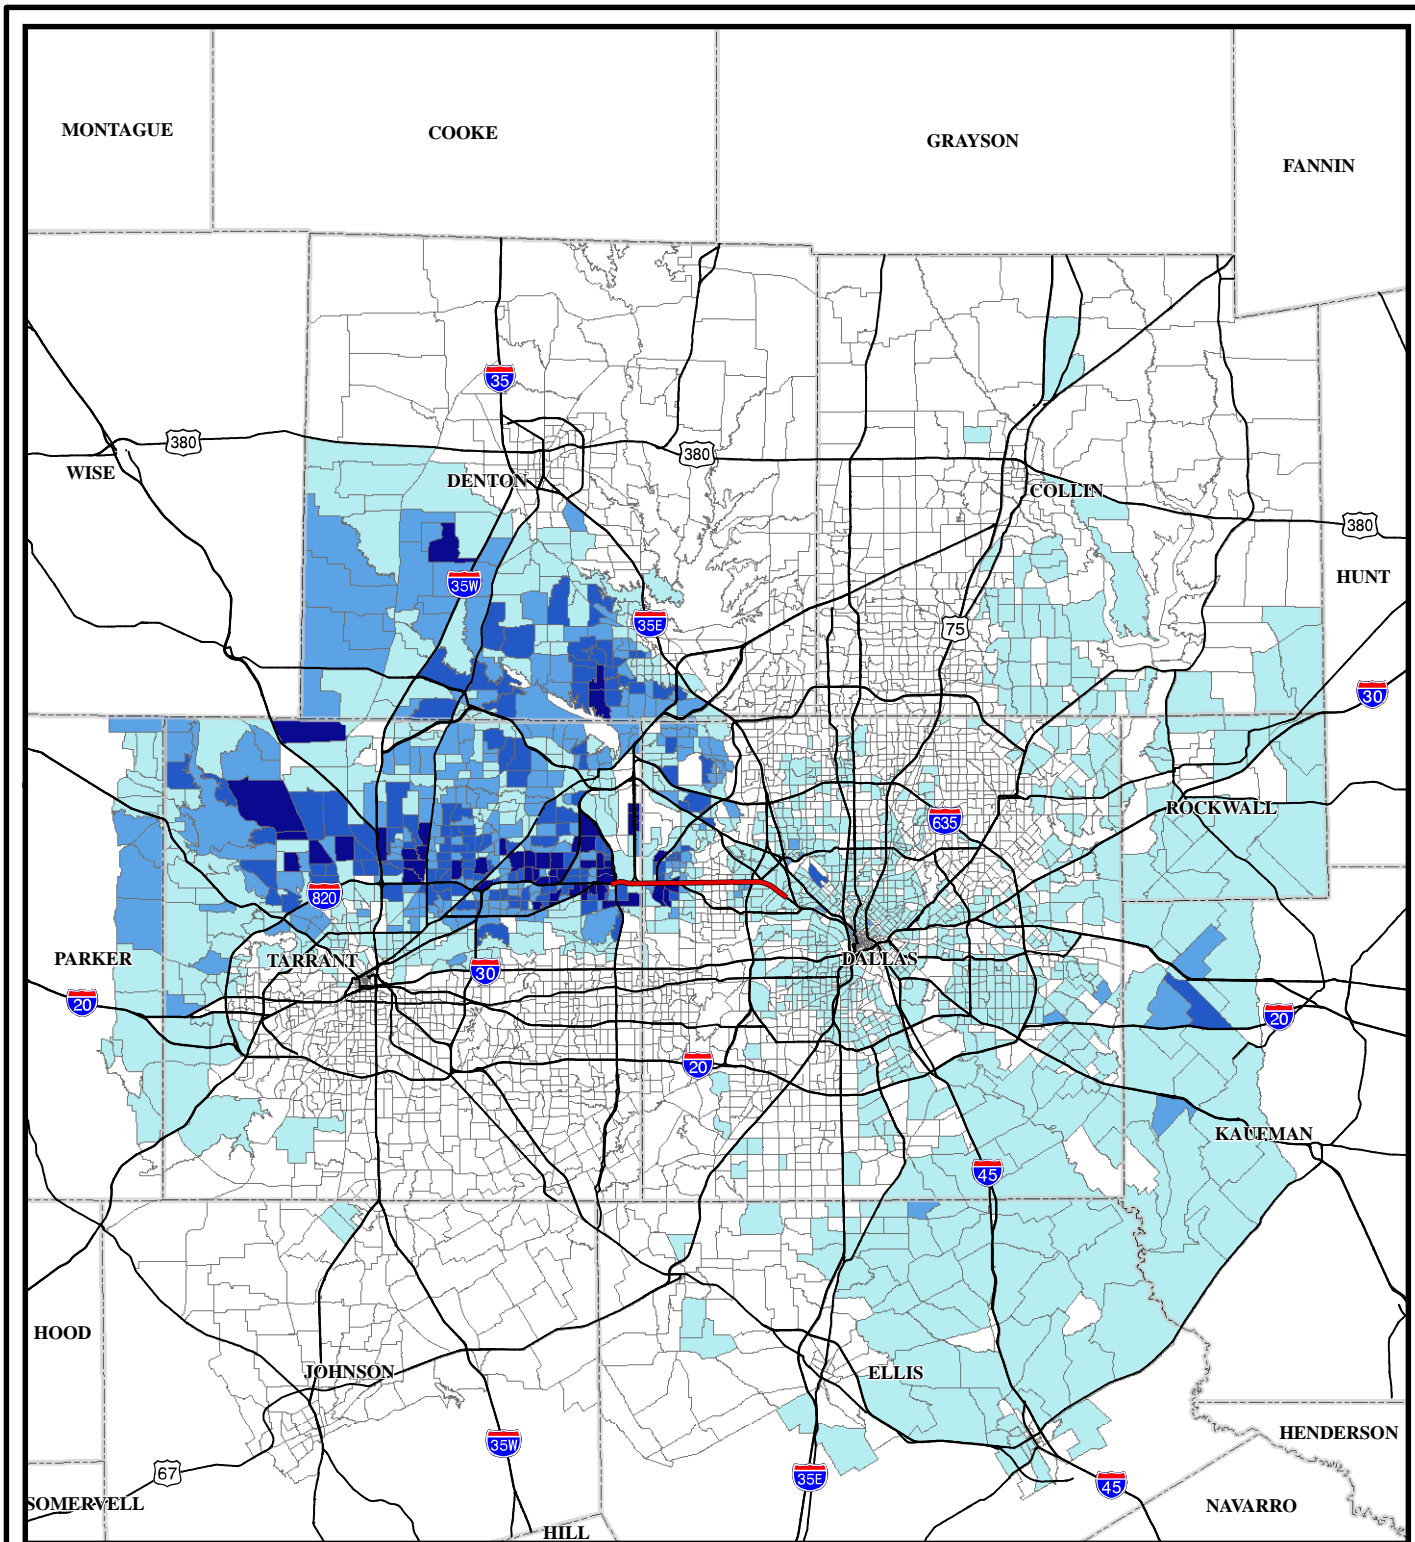 MONTAGUE
COOKE
GRAYSON
FANNIN
35
380
380
WISE
DENTON
COLLIN
380
35W
HUNT
35E
75
30
ROCKWALL
635
820
PARKER
TARRANT
DALLAS
30
20
20
20
KAUFMAN
45
HOOD
JOHNSON
ELLIS
HENDERSON
35W
67
35E
45
SOMERVELL
NAVARRO
HILL